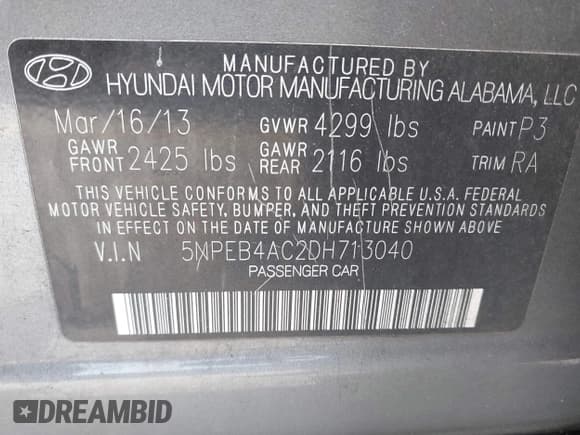 MANUFACTURED BY
HYUNDAI MOTOR MANUFACTURING ALABAMA, LLC
Mar/16/13 GVWR 4299 lbs PAINT P3
GAWR FRONT 2425 lbs GAWR REAR 2116 lbs TRIM RA
THIS VEHICLE CONFORMS TO ALL APPLICABLE U.S.A. FEDERAL
MOTOR VEHICLE SAFETY, BUMPER, AND THEFT PREVENTION STANDARDS
IN EFFECT ON THE DATE OF MANUFACTURE SHOWN ABOVE.
V.I.N 5NPEB4AC2DH713040
PASSENGER CAR
DREAMBID